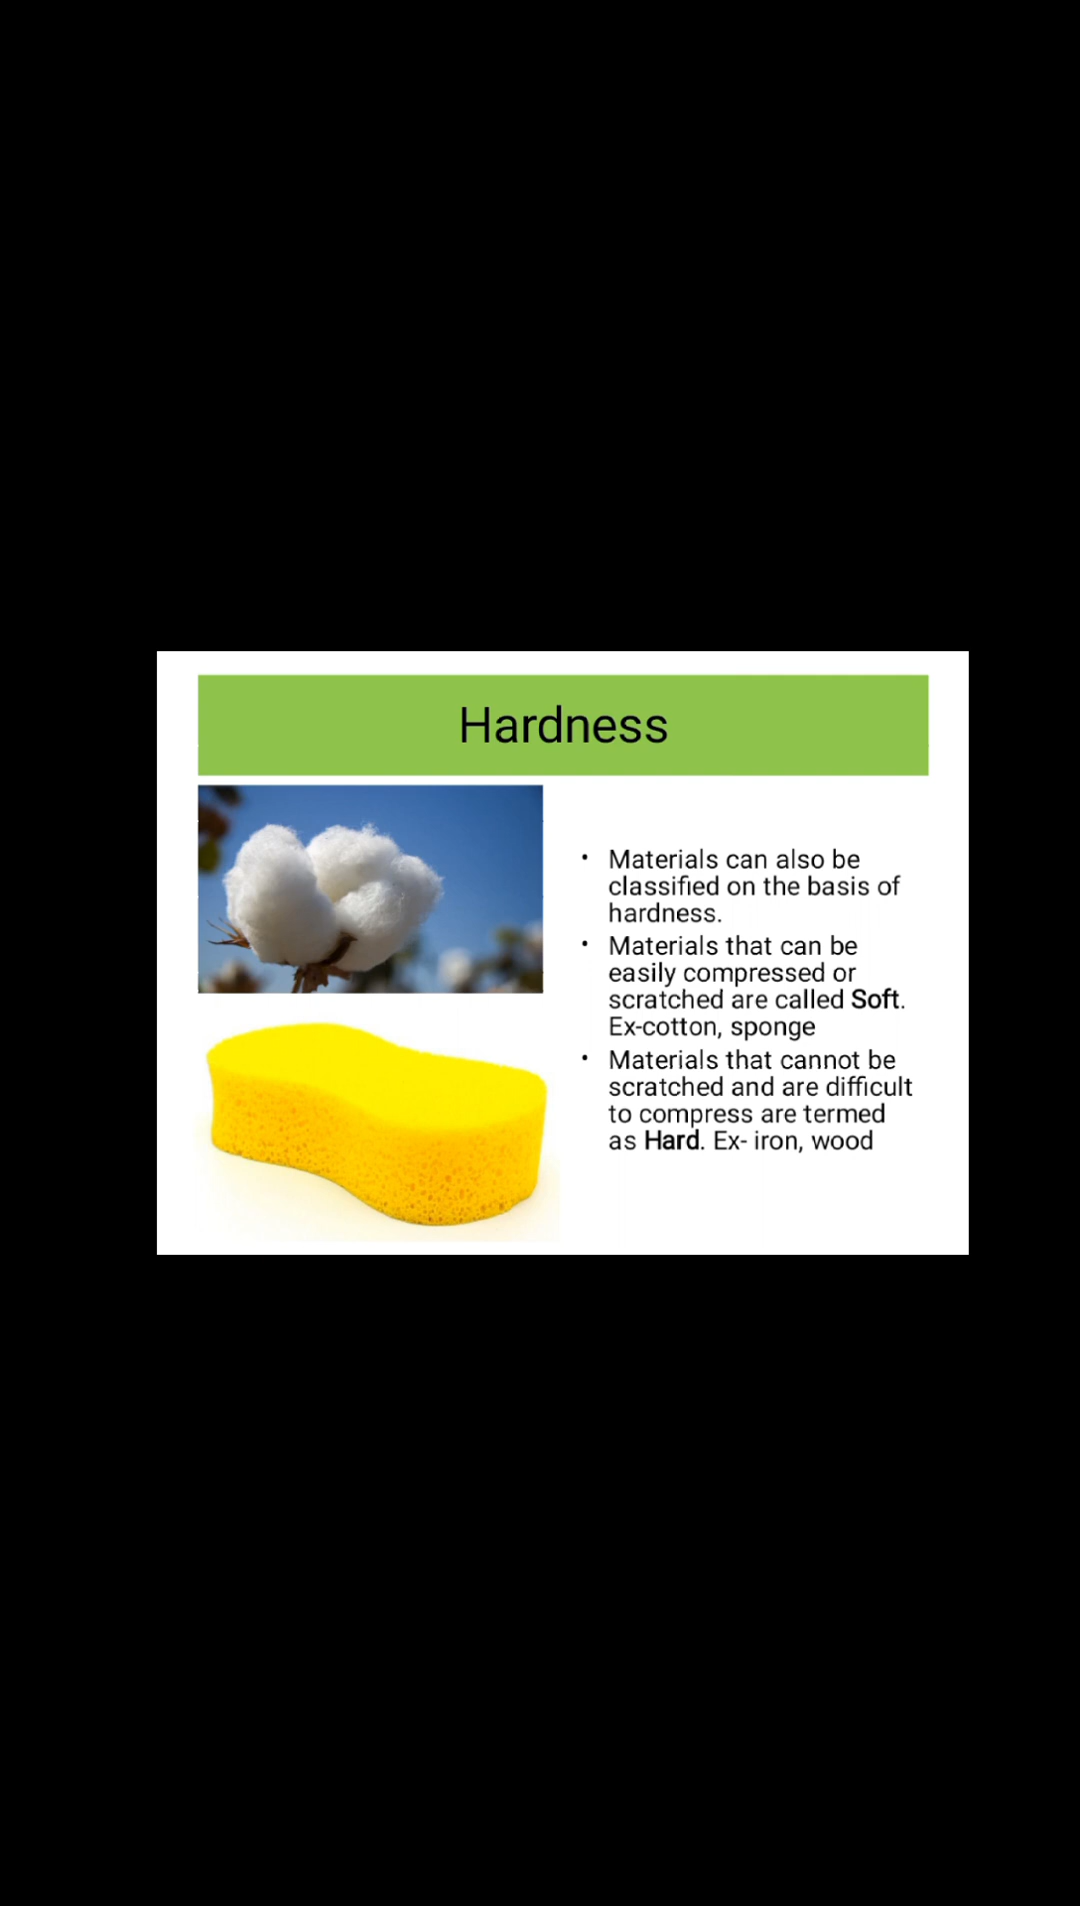 Hardness
• Materials can also be
classified on the basis of
hardness.
• Materials that can be
easily compressed or
scratched are called Soft.
Ex-cotton, sponge
• Materials that cannot be
scratched and are difficult
to compress are termed
as Hard. Ex- iron, wood